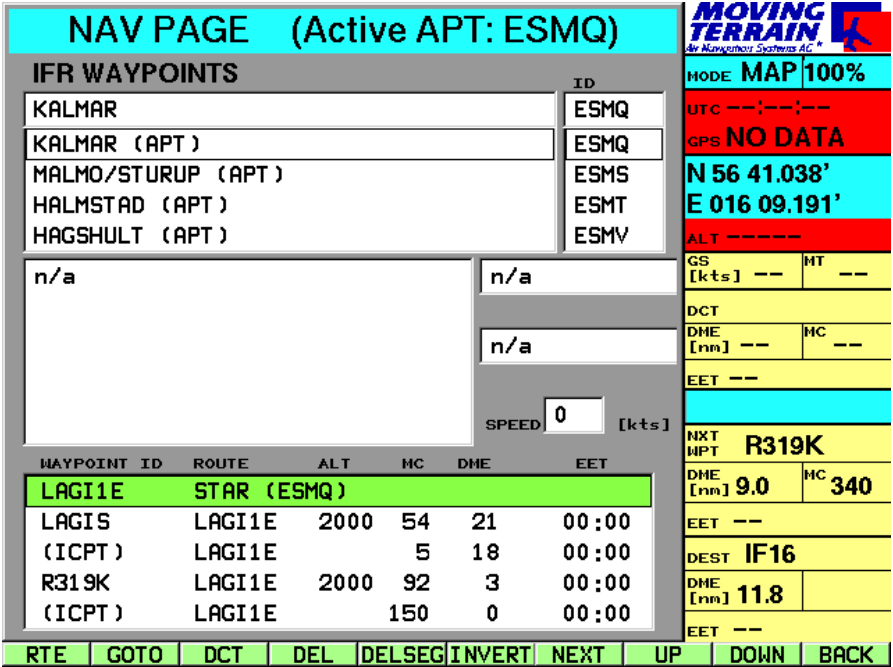 NAV PAGE (Active APT: ESMQ)
IFR WAYPOINTS
ID
KALMAR ESMQ
KALMAR (APT) ESMQ
MALMO/STURUP (APT) ESMS
HALMSTAD (APT) ESMT
HAGSHULT (APT) ESMV
n/a n/a
n/a
SPEED 0 [kts]
WAYPOINT ID ROUTE ALT MC DME EET
LAGI1E STAR (ESMQ)
LAGIS LAGI1E 2000 54 21 00:00
(ICPT) LAGI1E 5 18 00:00
R319K LAGI1E 2000 92 3 00:00
(ICPT) LAGI1E 150 0 00:00
MOVING
TERRAIN
Air Navigation Systems AG ®
MODE MAP 100%
UTC --:--:--
GPS NO DATA
N 56 41.038'
E 016 09.191'
ALT -----
GS [kts] -- MT --
DCT
DME [nm] -- MC --
EET --
NXT WPT R319K
DME [nm] 9.0 MC 340
EET --
DEST IF16
DME [nm] 11.8
EET --
RTE GOTO DCT DEL DELSEG INVERT NEXT UP DOWN BACK